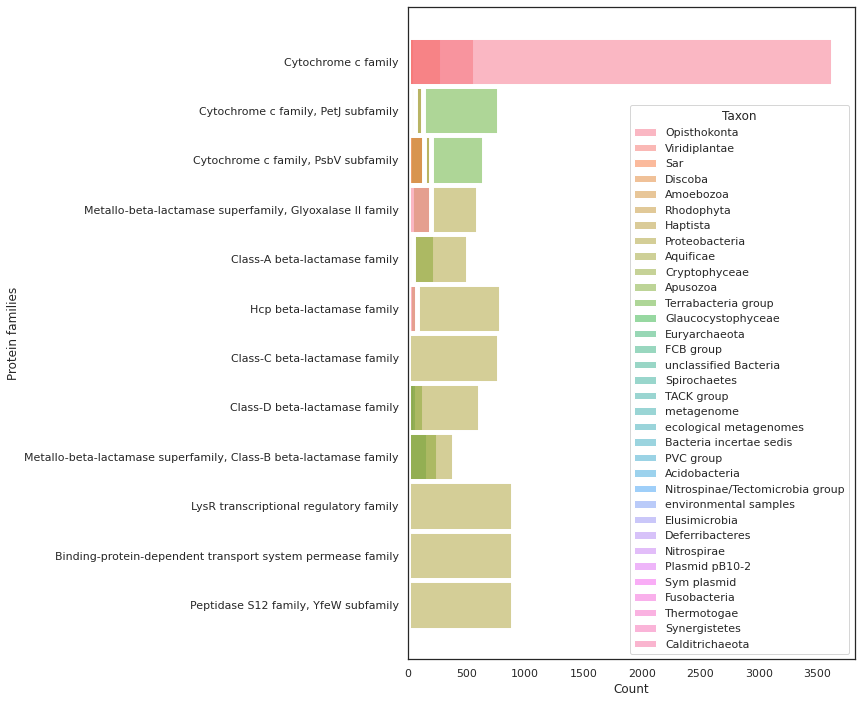 Protein families
Cytochrome c family
Cytochrome c family, PetJ subfamily
Cytochrome c family, PsbV subfamily
Metallo-beta-lactamase superfamily, Glyoxalase II family
Class-A beta-lactamase family
Hcp beta-lactamase family
Class-C beta-lactamase family
Class-D beta-lactamase family
Metallo-beta-lactamase superfamily, Class-B beta-lactamase family
LysR transcriptional regulatory family
Binding-protein-dependent transport system permease family
Peptidase S12 family, YfeW subfamily
Taxon
Opisthokonta
Viridiplantae
Sar
Discoba
Amoebozoa
Rhodophyta
Haptista
Proteobacteria
Aquificae
Cryptophyceae
Apusozoa
Terrabacteria group
Glaucocystophyceae
Euryarchaeota
FCB group
unclassified Bacteria
Spirochaetes
TACK group
metagenome
ecological metagenomes
Bacteria incertae sedis
PVC group
Acidobacteria
Nitrospinae/Tectomicrobia group
environmental samples
Elusimicrobia
Deferribacteres
Nitrospirae
Plasmid pB10-2
Sym plasmid
Fusobacteria
Thermotogae
Synergistetes
Calditrichaeota
0 500 1000 1500 2000 2500 3000 3500
Count